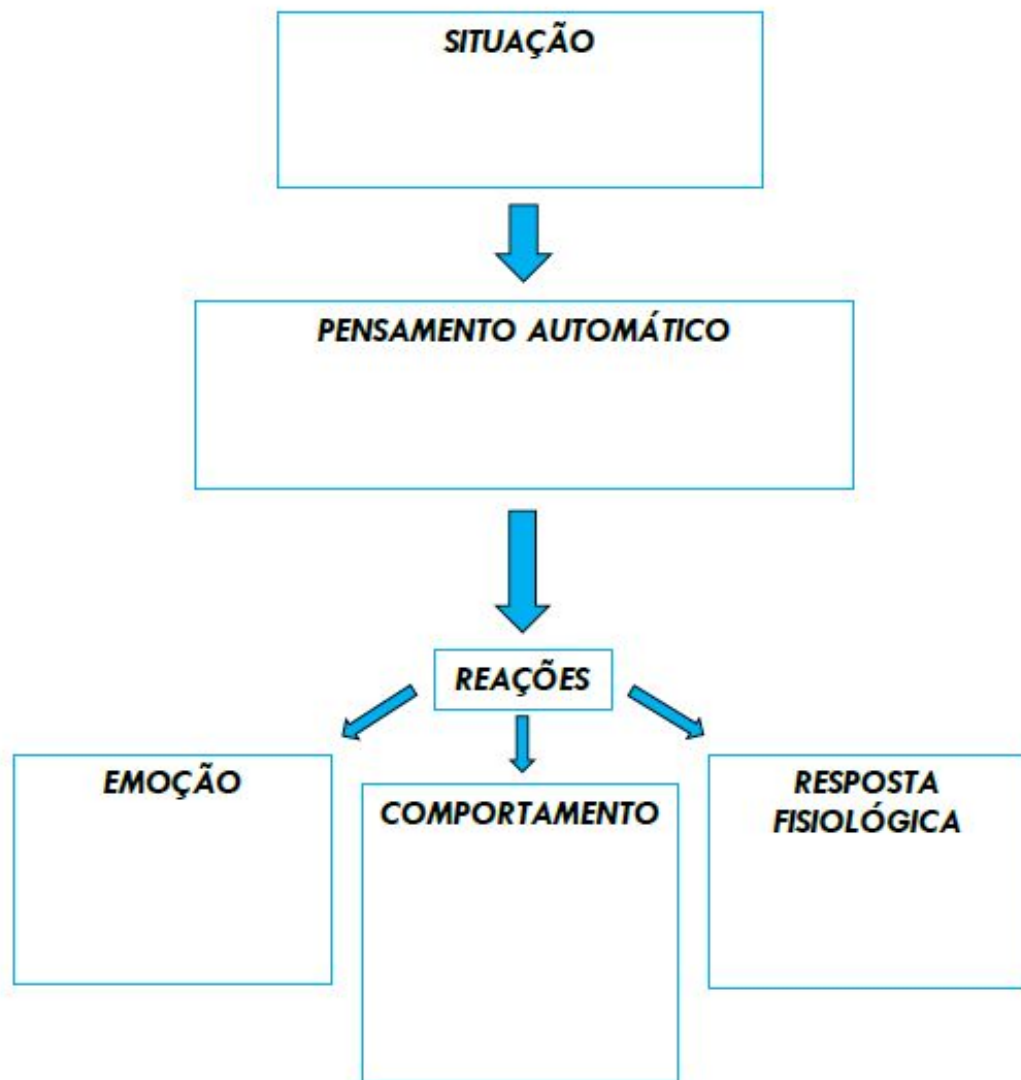 SITUAÇÃO
PENSAMENTO AUTOMÁTICO
REAÇÕES
EMOÇÃO
COMPORTAMENTO
RESPOSTA
FISIOLÓGICA